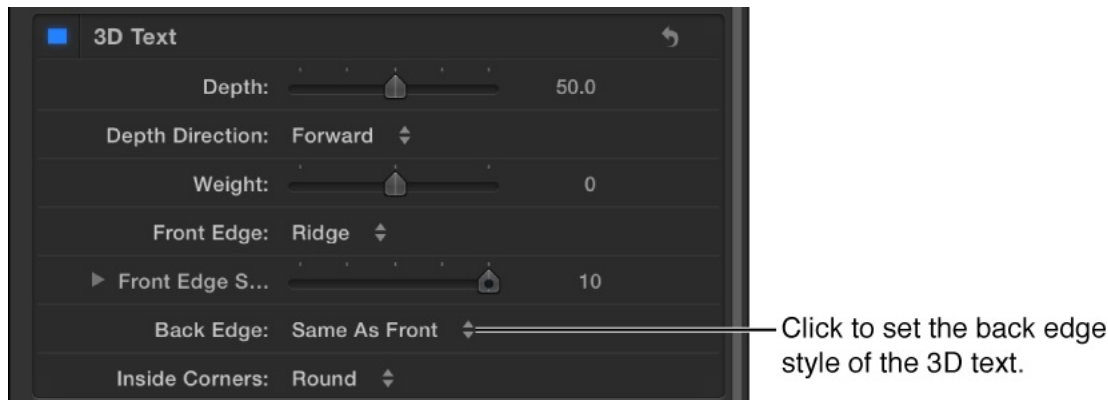 3D Text
Depth: 50.0
Depth Direction: Forward
Weight: 0
Front Edge: Ridge
Front Edge S... 10
Back Edge: Same As Front
Click to set the back edge
style of the 3D text.
Inside Corners: Round